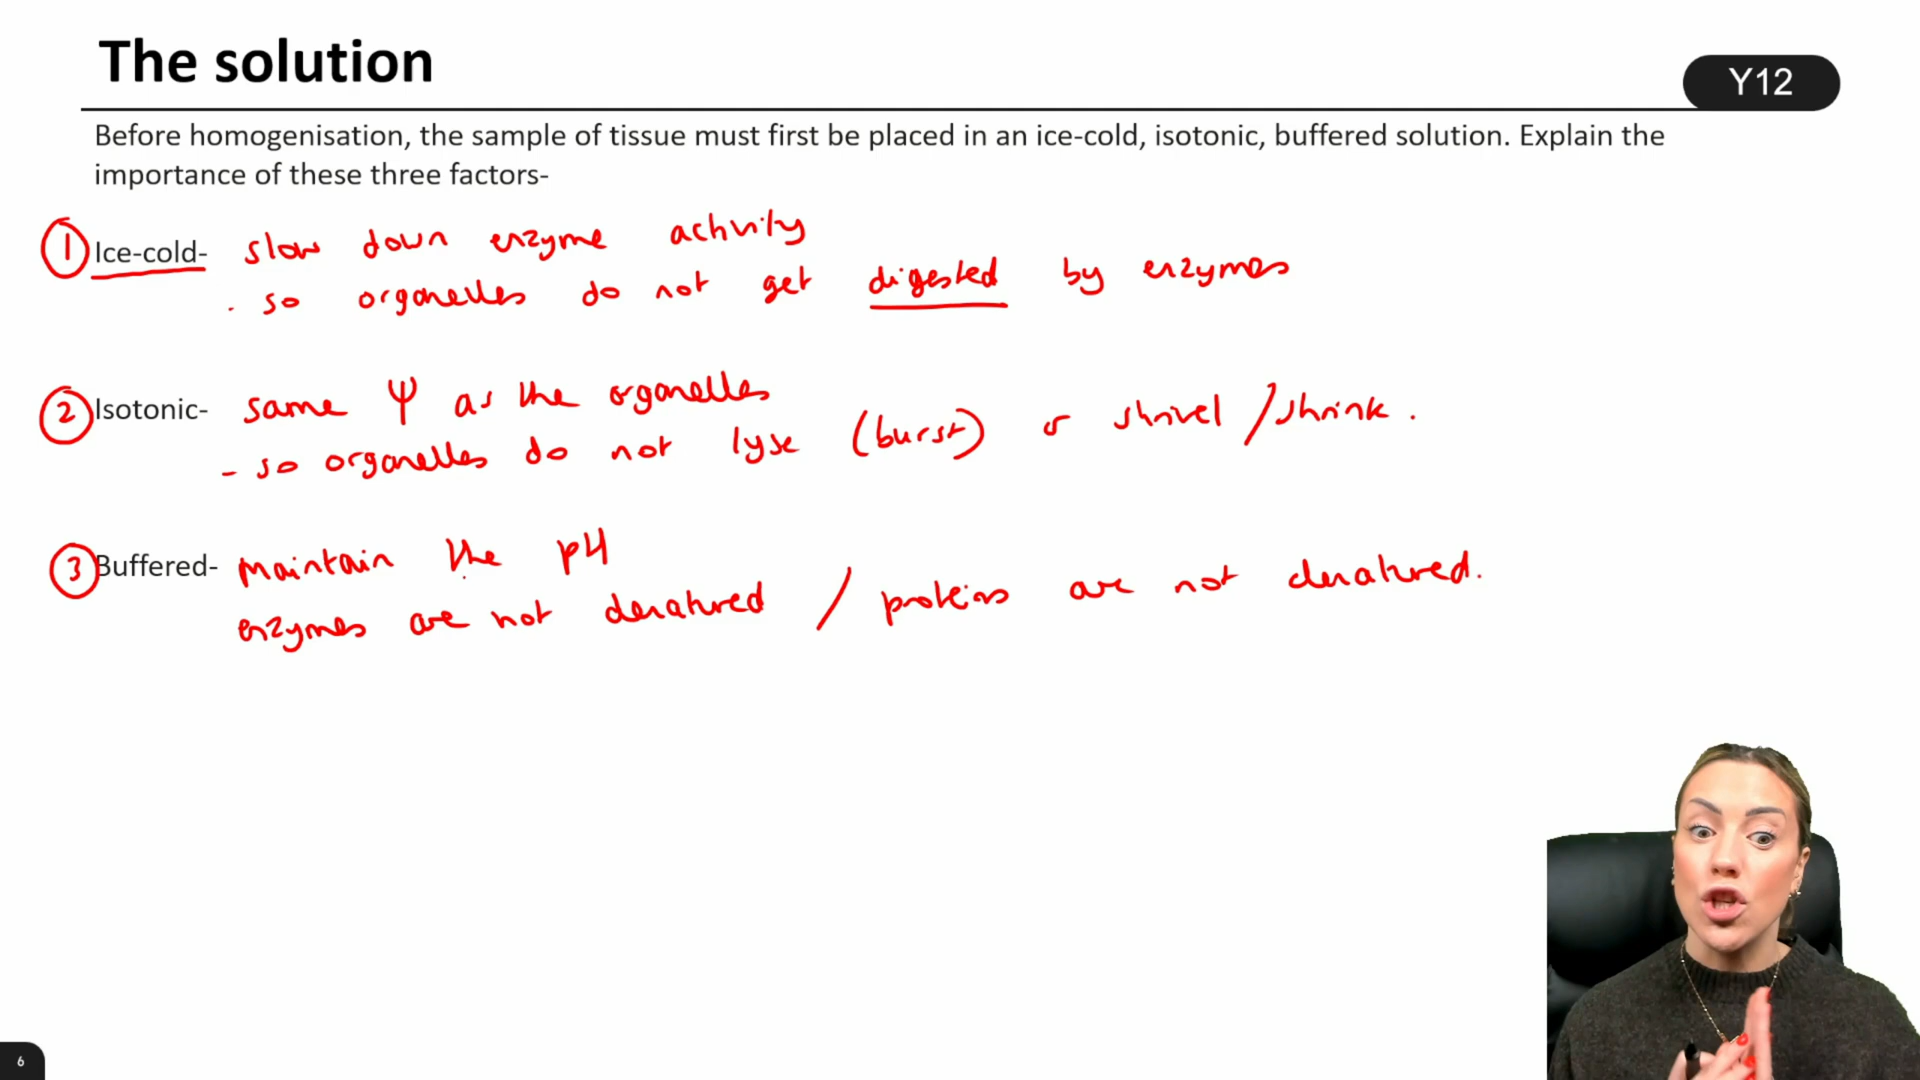 The solution
Y12
Before homogenisation, the sample of tissue must first be placed in an ice-cold, isotonic, buffered solution. Explain the
importance of these three factors-
① Ice-cold- slow down enzyme activity
. so organelles do not get digested by enzymes
② Isotonic- same Ψ as the organelles
- so organelles do not lyse (burst) or shrivel / shrink .
③ Buffered- maintain the pH
enzymes are not denatured / proteins are not denatured.
6